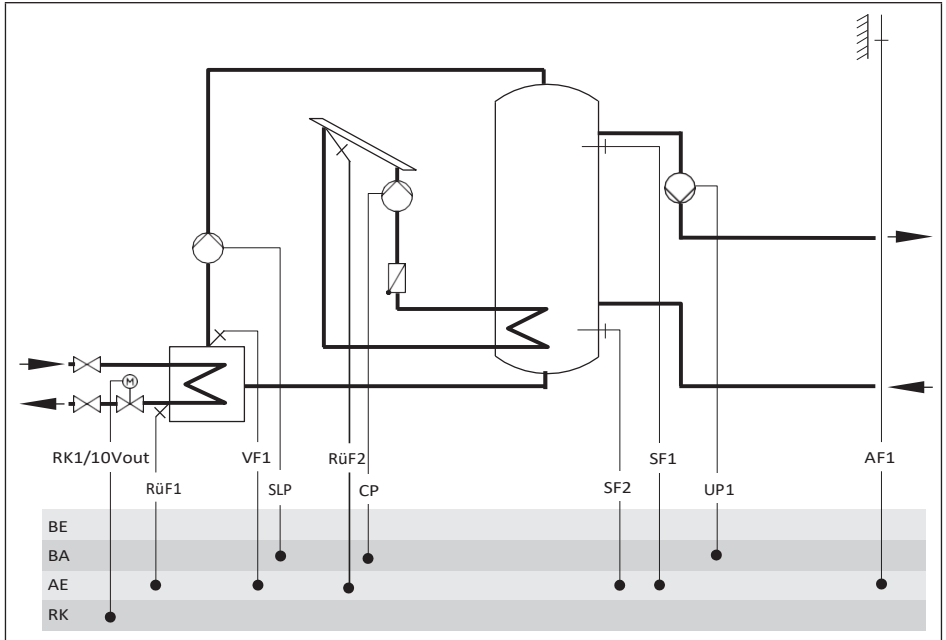 M
RK1/10Vout
VF1
RüF2
SF1
AF1
RüF1
SLP
CP
SF2
UP1
BE
BA
AE
RK